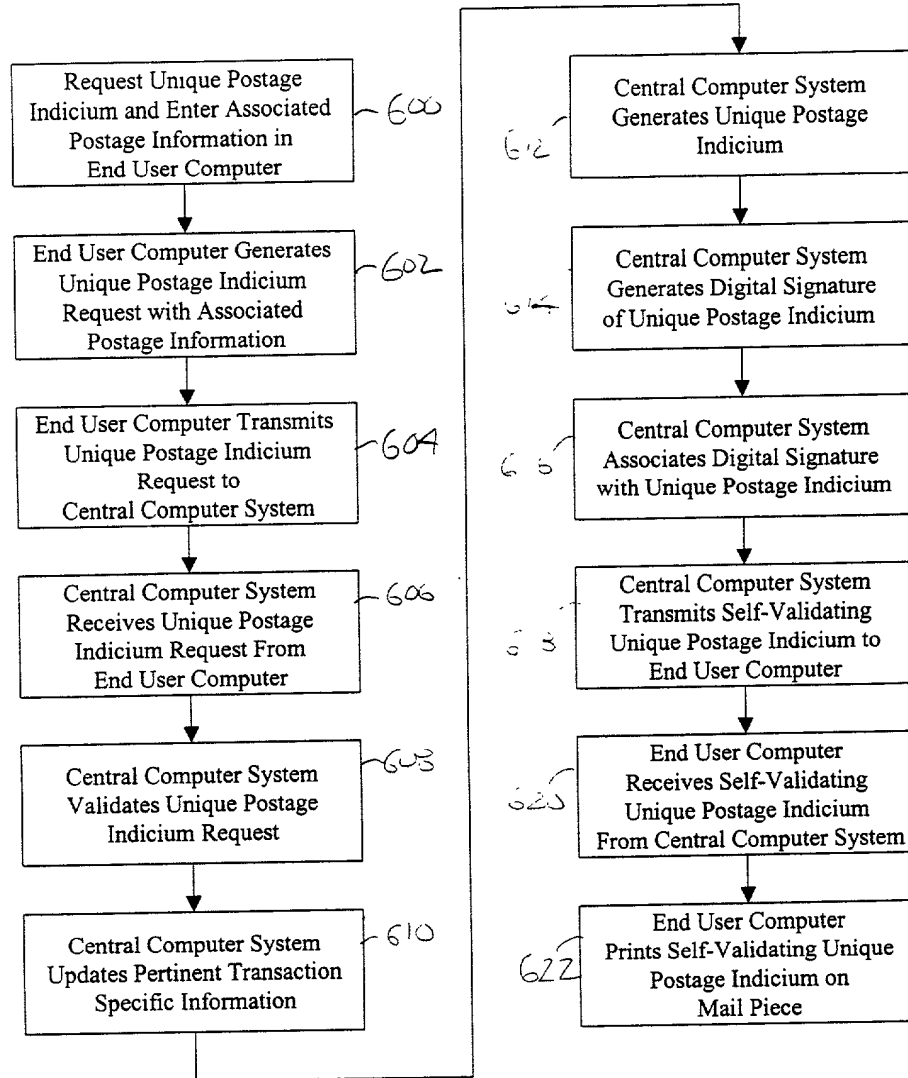 Request Unique Postage
Indicium and Enter Associated
Postage Information in
End User Computer
600
End User Computer Generates
Unique Postage Indicium
Request with Associated
Postage Information
602
End User Computer Transmits
Unique Postage Indicium
Request to
Central Computer System
604
Central Computer System
Receives Unique Postage
Indicium Request From
End User Computer
606
Central Computer System
Validates Unique Postage
Indicium Request
608
Central Computer System
Updates Pertinent Transaction
Specific Information
610
Central Computer System
Generates Unique Postage
Indicium
612
Central Computer System
Generates Digital Signature
of Unique Postage Indicium
614
Central Computer System
Associates Digital Signature
with Unique Postage Indicium
Central Computer System
Transmits Self-Validating
Unique Postage Indicium to
End User Computer
End User Computer
Receives Self-Validating
Unique Postage Indicium
From Central Computer System
620
End User Computer
Prints Self-Validating Unique
Postage Indicium on
Mail Piece
622